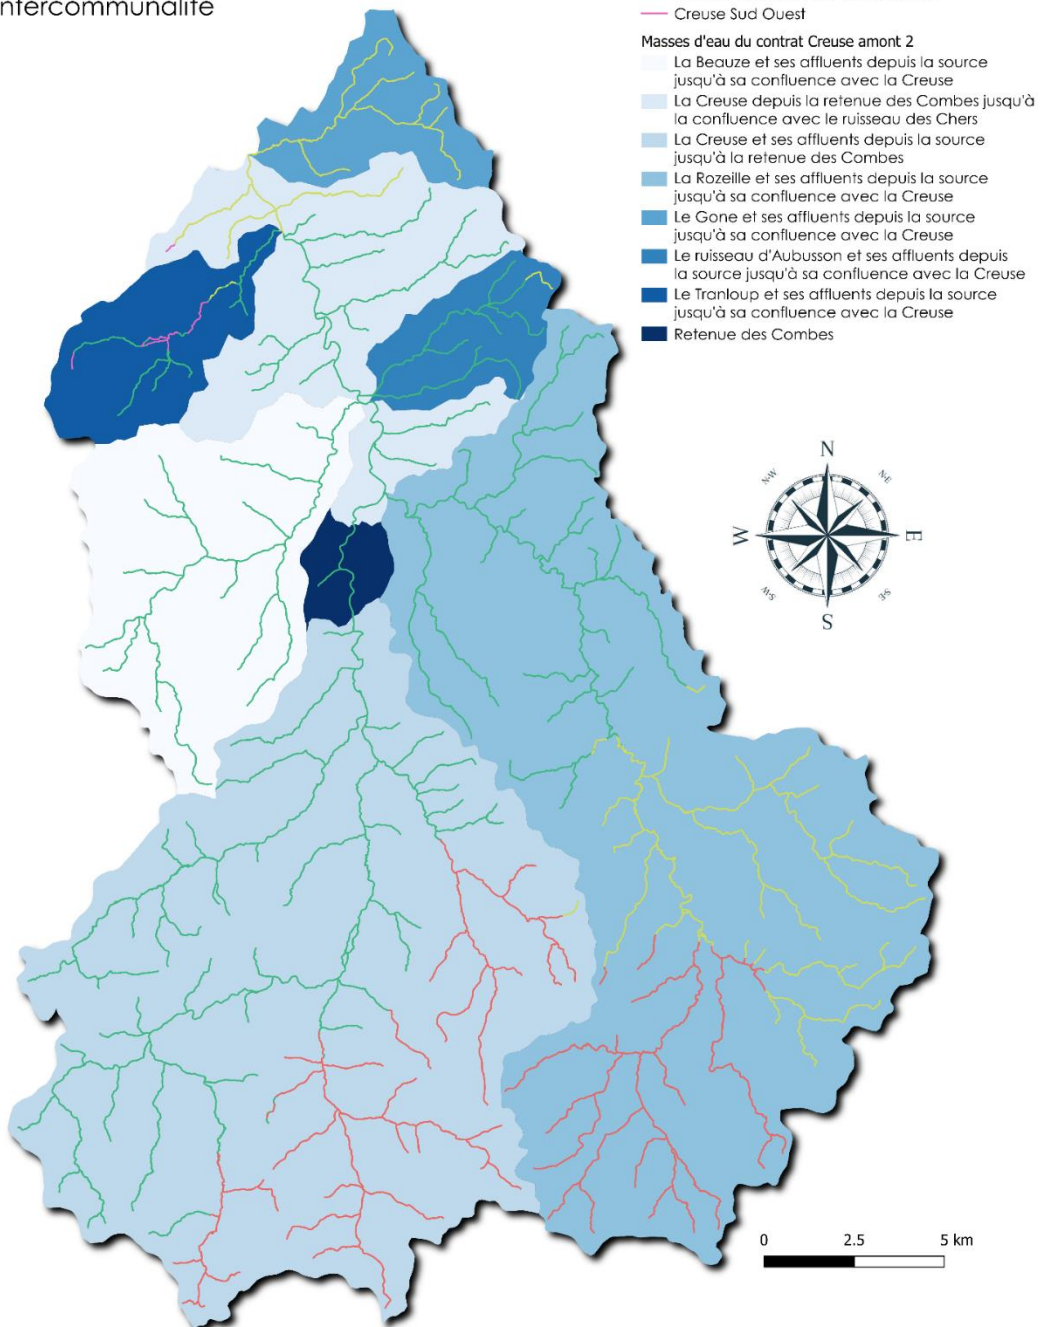 ntercommunalité
Creuse Sud Ouest
Masses d'eau du contrat Creuse amont 2
La Beauze et ses affluents depuis la source
jusqu'à sa confluence avec la Creuse
La Creuse depuis la retenue des Combes jusqu'à
la confluence avec le ruisseau des Chers
La Creuse et ses affluents depuis la source
jusqu'à la retenue des Combes
La Rozeille et ses affluents depuis la source
jusqu'à sa confluence avec la Creuse
Le Gone et ses affluents depuis la source
jusqu'à sa confluence avec la Creuse
Le ruisseau d'Aubusson et ses affluents depuis
la source jusqu'à sa confluence avec la Creuse
Le Tranloup et ses affluents depuis la source
jusqu'à sa confluence avec la Creuse
Retenue des Combes
N
N-W
N-E
W
E
S-W
S-E
S
0 2.5 5 km